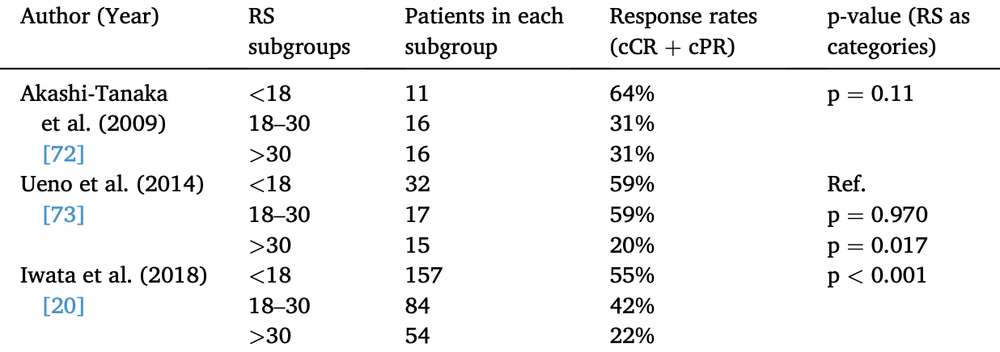 Author (Year) RS subgroups Patients in each subgroup Response rates (cCR + cPR) p-value (RS as categories)
Akashi-Tanaka <18 11 64% p = 0.11
et al. (2009) 18–30 16 31%
[72] >30 16 31%
Ueno et al. (2014) <18 32 59% Ref.
[73] 18–30 17 59% p = 0.970
>30 15 20% p = 0.017
Iwata et al. (2018) <18 157 55% p < 0.001
[20] 18–30 84 42%
>30 54 22%